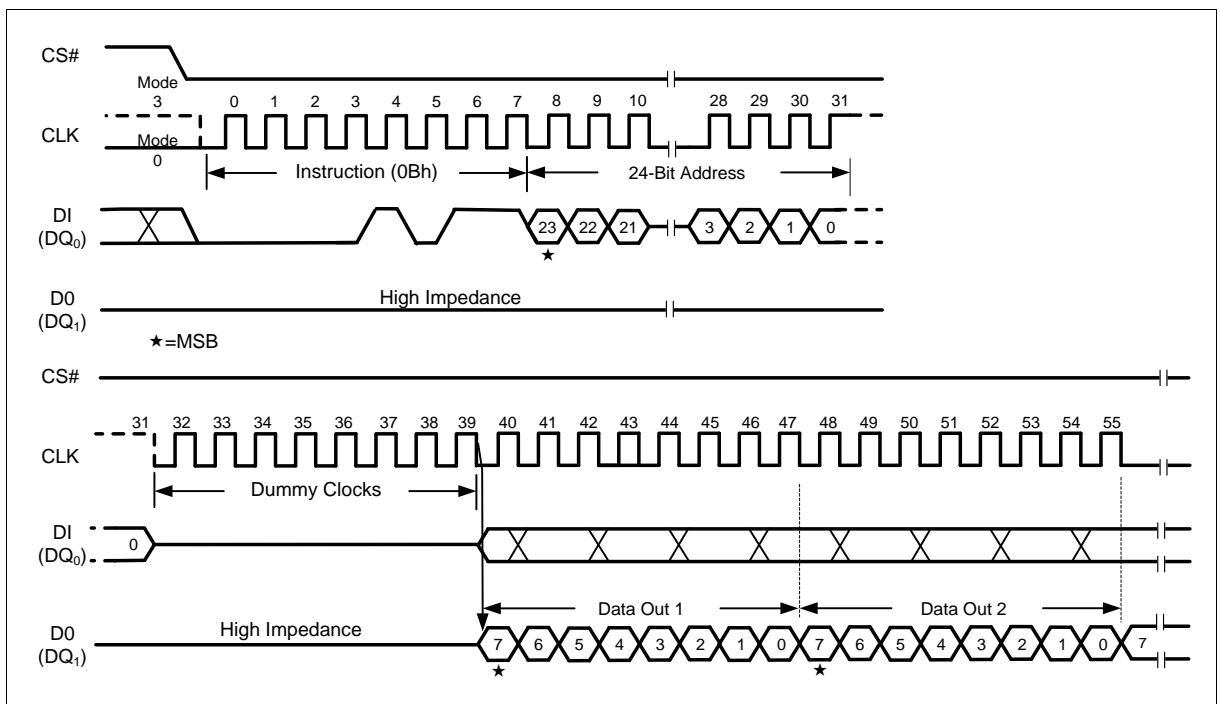 CS#
Mode
3 0 1 2 3 4 5 6 7 8 9 10 28 29 30 31
CLK
Mode
0
Instruction (0Bh) 24-Bit Address
DI
(DQ0) 23 22 21 3 2 1 0
D0
(DQ1) High Impedance
★=MSB
CS#
31 32 33 34 35 36 37 38 39 40 41 42 43 44 45 46 47 48 49 50 51 52 53 54 55
CLK
Dummy Clocks
DI
(DQ0) 0
Data Out 1 Data Out 2
D0
(DQ1) High Impedance 7 6 5 4 3 2 1 0 7 6 5 4 3 2 1 0 7